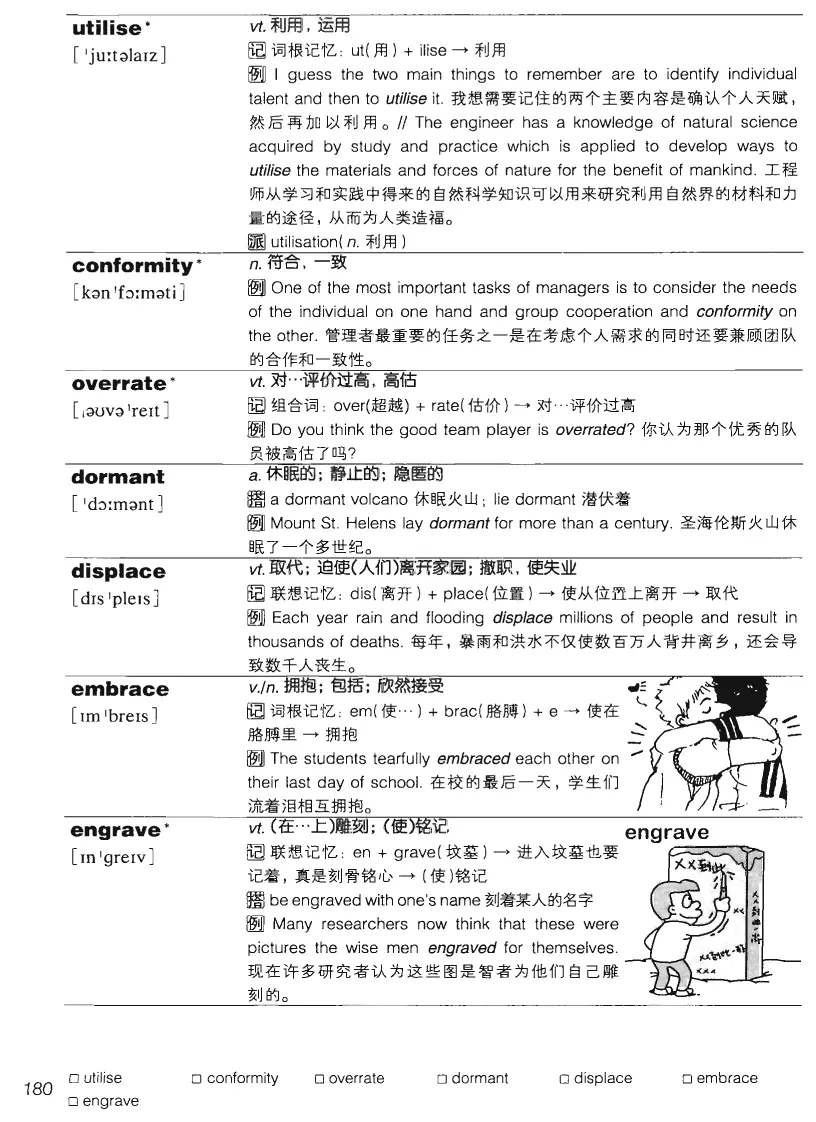 utilise*
[ˈjuːtəlaɪz]
vt. 利用，运用
记 词根记忆：ut(用) + ilise → 利用
例 I guess the two main things to remember are to identify individual
talent and then to utilise it. 我想需要记住的两个主要内容是确认个人天赋，
然后再加以利用。// The engineer has a knowledge of natural science
acquired by study and practice which is applied to develop ways to
utilise the materials and forces of nature for the benefit of mankind. 工程
师从学习和实践中得来的自然科学知识可以用来研究利用自然界的材料和力
量的途径，从而为人类造福。
派 utilisation(n. 利用)
conformity*
[kənˈfɔːməti]
n. 符合，一致
例 One of the most important tasks of managers is to consider the needs
of the individual on one hand and group cooperation and conformity on
the other. 管理者最重要的任务之一是在考虑个人需求的同时还要兼顾团队
的合作和一致性。
overrate*
[ˌəʊvəˈreɪt]
vt. 对…评价过高，高估
记 组合词：over(超越) + rate(估价) → 对…评价过高
例 Do you think the good team player is overrated? 你认为那个优秀的队
员被高估了吗?
dormant
[ˈdɔːmənt]
a. 休眠的；静止的；隐匿的
搭 a dormant volcano 休眠火山；lie dormant 潜伏着
例 Mount St. Helens lay dormant for more than a century. 圣海伦斯火山休
眠了一个多世纪。
displace
[dɪsˈpleɪs]
vt. 取代；迫使(人们)离开家园；撤职，使失业
记 联想记忆：dis(离开) + place(位置) → 使从位置上离开 → 取代
例 Each year rain and flooding displace millions of people and result in
thousands of deaths. 每年，暴雨和洪水不仅使数百万人背井离乡，还会导
致数千人丧生。
embrace
[ɪmˈbreɪs]
v./n. 拥抱；包括；欣然接受
记 词根记忆：em(使…) + brac(胳膊) + e → 使在
胳膊里 → 拥抱
例 The students tearfully embraced each other on
their last day of school. 在校的最后一天，学生们
流着泪相互拥抱。
engrave*
[ɪnˈɡreɪv]
vt. (在…上)雕刻；(使)铭记
记 联想记忆：en + grave(坟墓) → 进入坟墓也要
记着，真是刻骨铭心 → (使)铭记
搭 be engraved with one's name 刻着某人的名字
例 Many researchers now think that these were
pictures the wise men engraved for themselves.
现在许多研究者认为这些图是智者为他们自己雕
刻的。
engrave
××到此
××到此一游
180
□ utilise □ conformity □ overrate □ dormant □ displace □ embrace
□ engrave